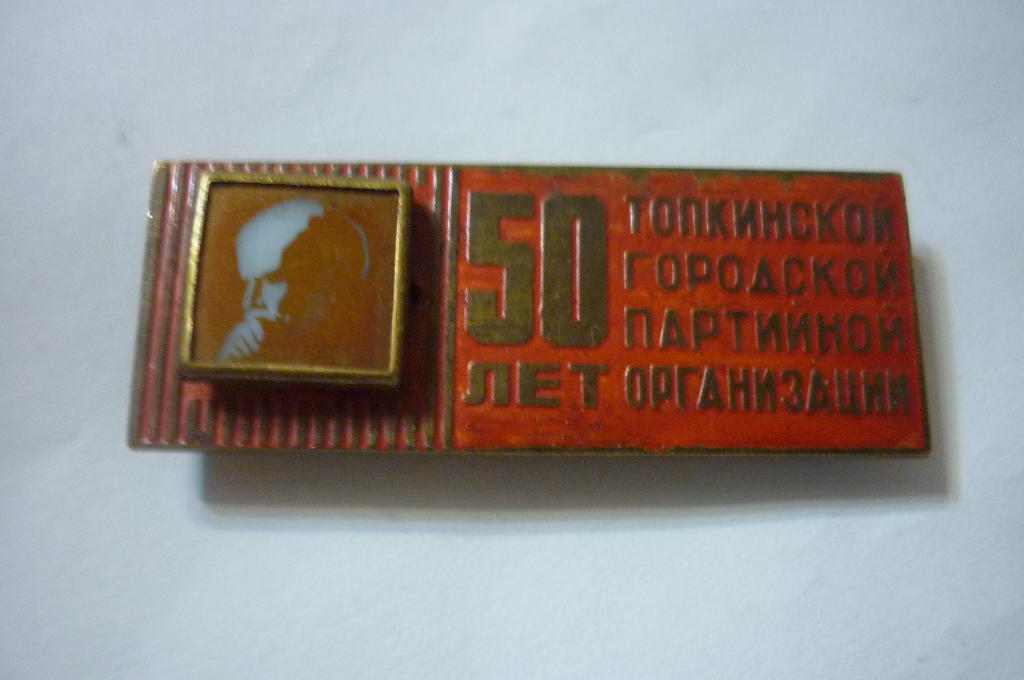 50
ЛЕТ
ТОПКИНСКОЙ
ГОРОДСКОЙ
ПАРТИЙНОЙ
ОРГАНИЗАЦИИ